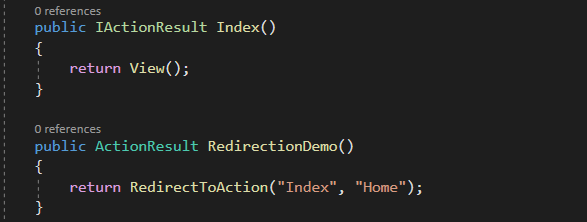 0 references
public IActionResult Index()
{
return View();
}
0 references
public ActionResult RedirectionDemo()
{
return RedirectToAction("Index", "Home");
}